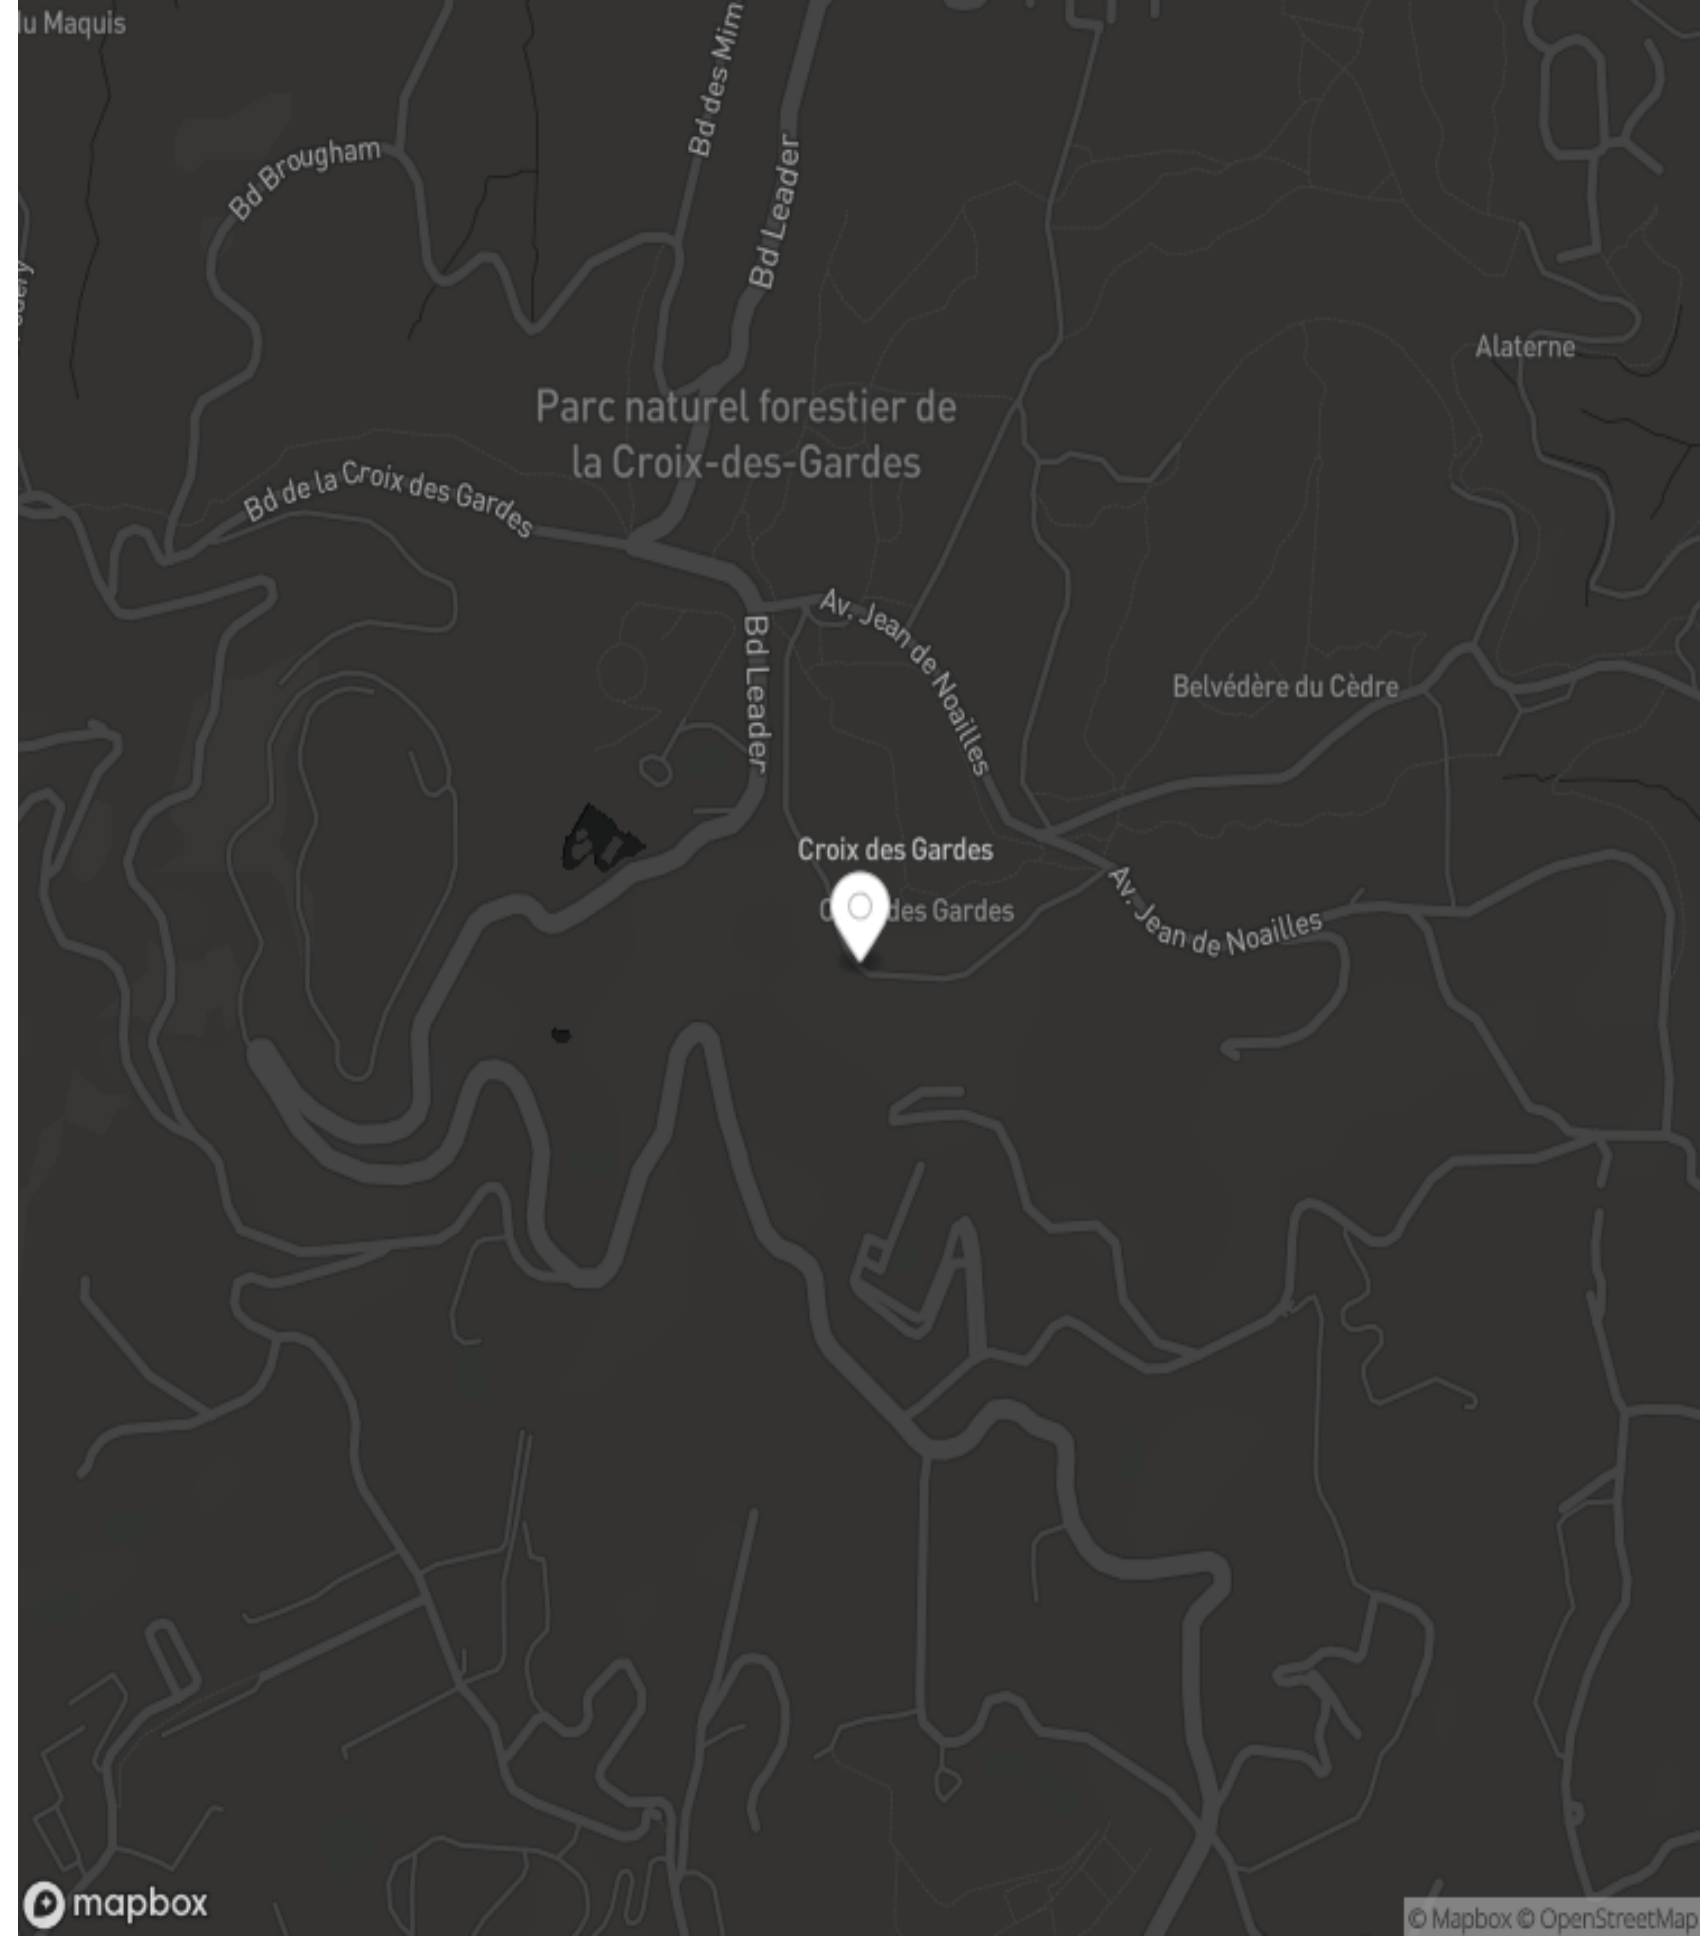 du Maquis
Bd des Mim
Bd Brougham
Bd Leader
Alaterne
Parc naturel forestier de
la Croix-des-Gardes
Bd de la Croix des Gardes
Av. Jean de Noailles
Bd Leader
Belvédère du Cèdre
Croix des Gardes
des Gardes
Av. Jean de Noailles
mapbox
© Mapbox © OpenStreetMap